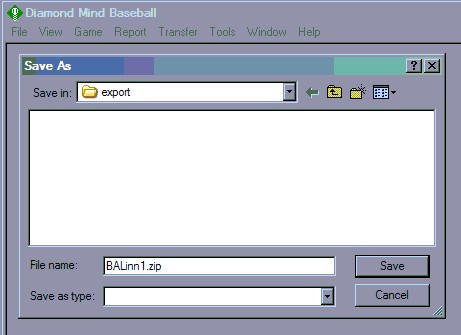 Diamond Mind Baseball
File View Game Report Transfer Tools Window Help
Save As
Save in: export
File name: BALinn1.zip Save
Save as type: Cancel